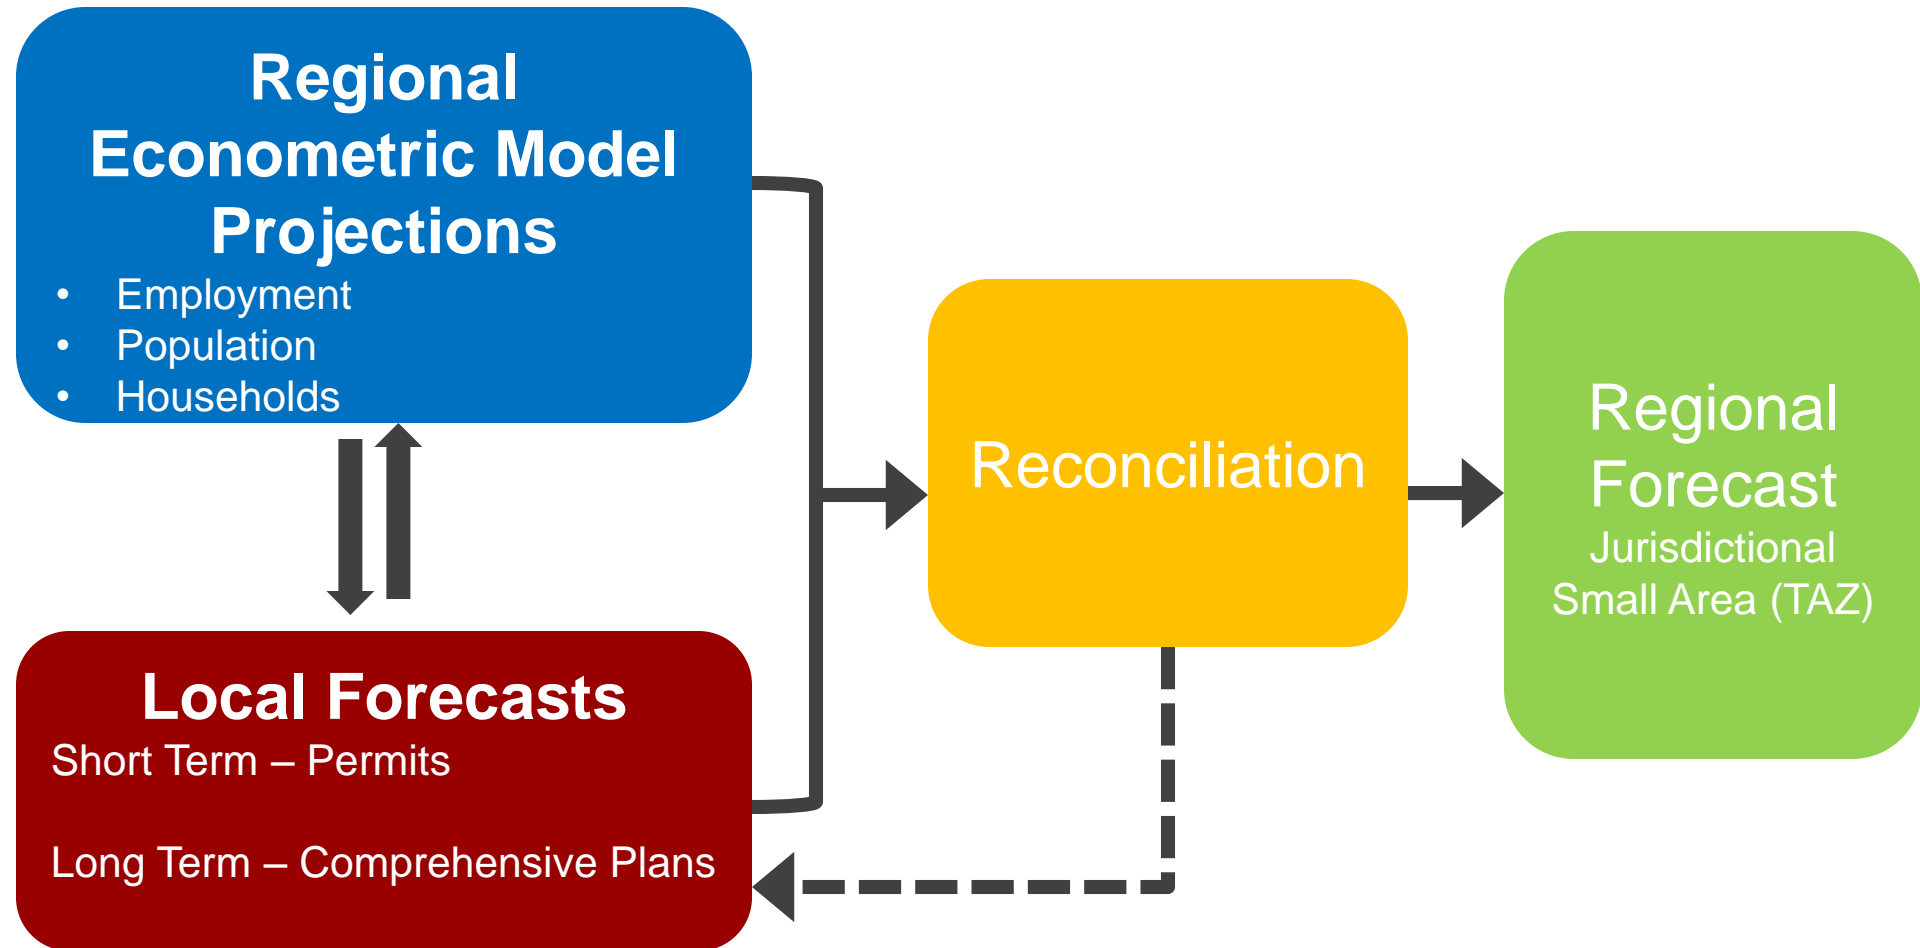 Regional
Econometric Model
Projections
• Employment
• Population
• Households
Local Forecasts
Short Term – Permits
Long Term – Comprehensive Plans
Reconciliation
Regional
Forecast
Jurisdictional
Small Area (TAZ)